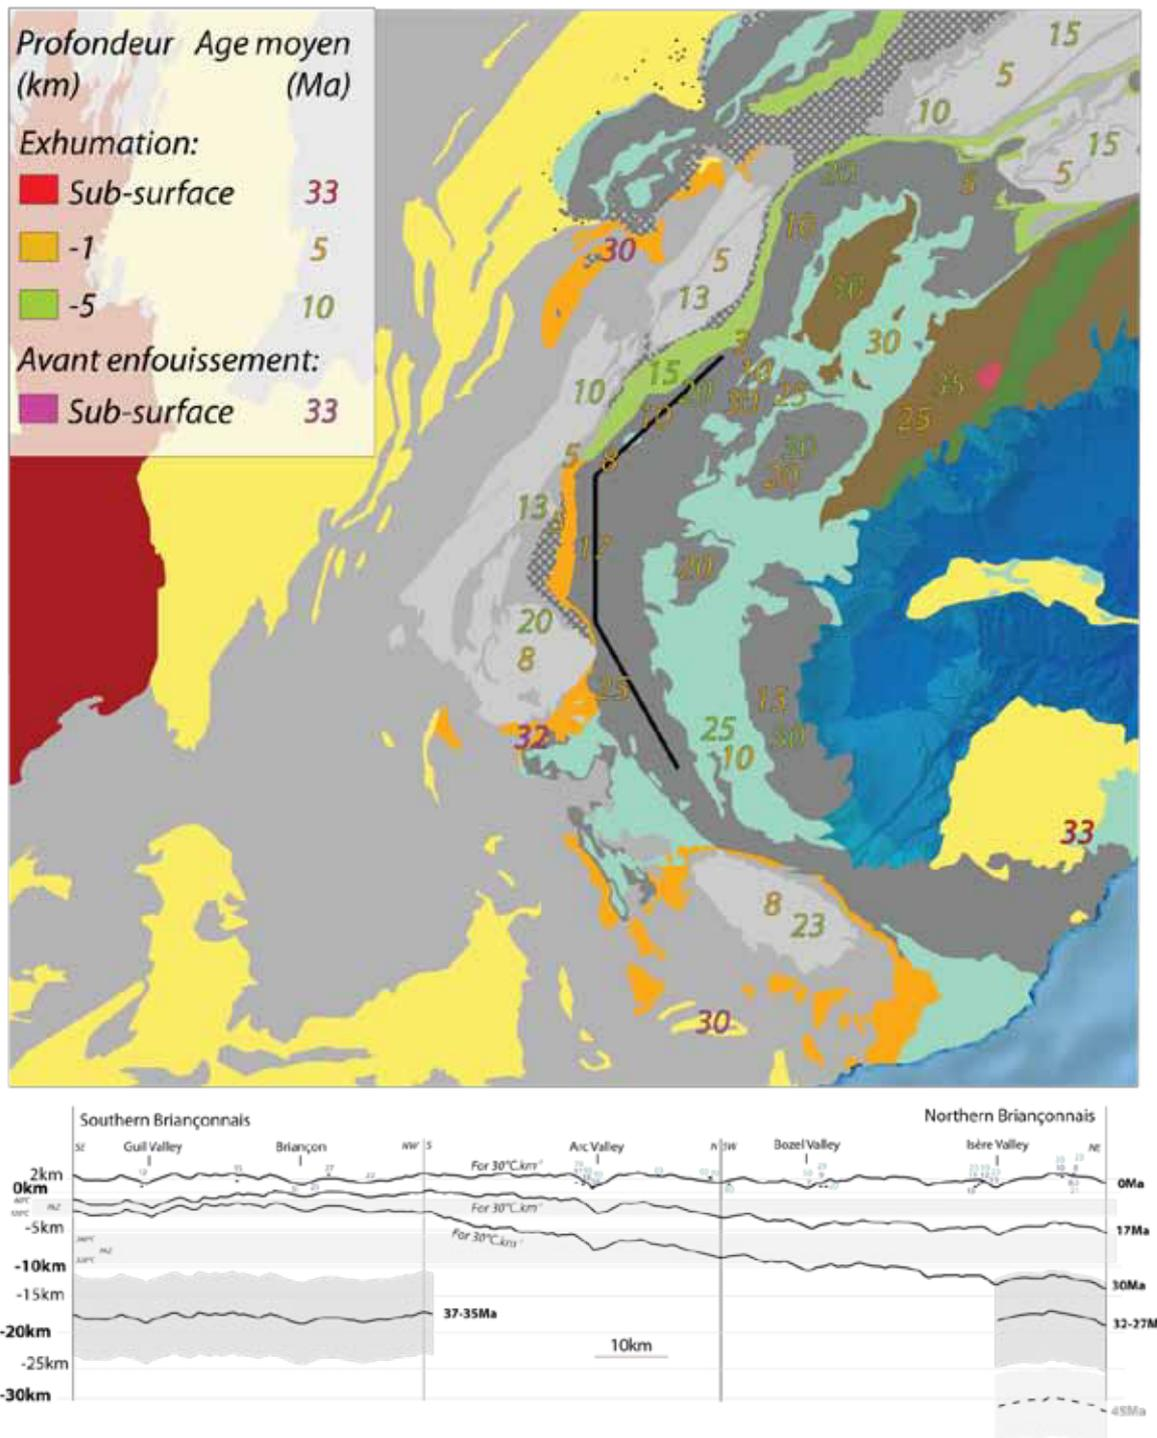 Profondeur Age moyen
(km) (Ma)
Exhumation:
Sub-surface 33
-1 5
-5 10
Avant enfouissement:
Sub-surface 33
15
5
10
15
5
20
5
10
30
5
13
30
30
3
15
20
10
25
30
10
10
35
25
5
8
30
20
13
17
20
20
8
25
15
32
25
10
30
33
8
23
30
Southern Briançonnais Northern Briançonnais
SE Guil Valley Briançon NW S Arc Valley N SW Bozel Valley Isère Valley NE
2km For 30°C.km⁻¹ 0Ma
0km
For 30°C.km⁻¹
-5km 17Ma
For 30°C.km⁻¹
-10km
-15km 30Ma
37-35Ma 32-27M
-20km
10km
-25km
-30km
48Ma